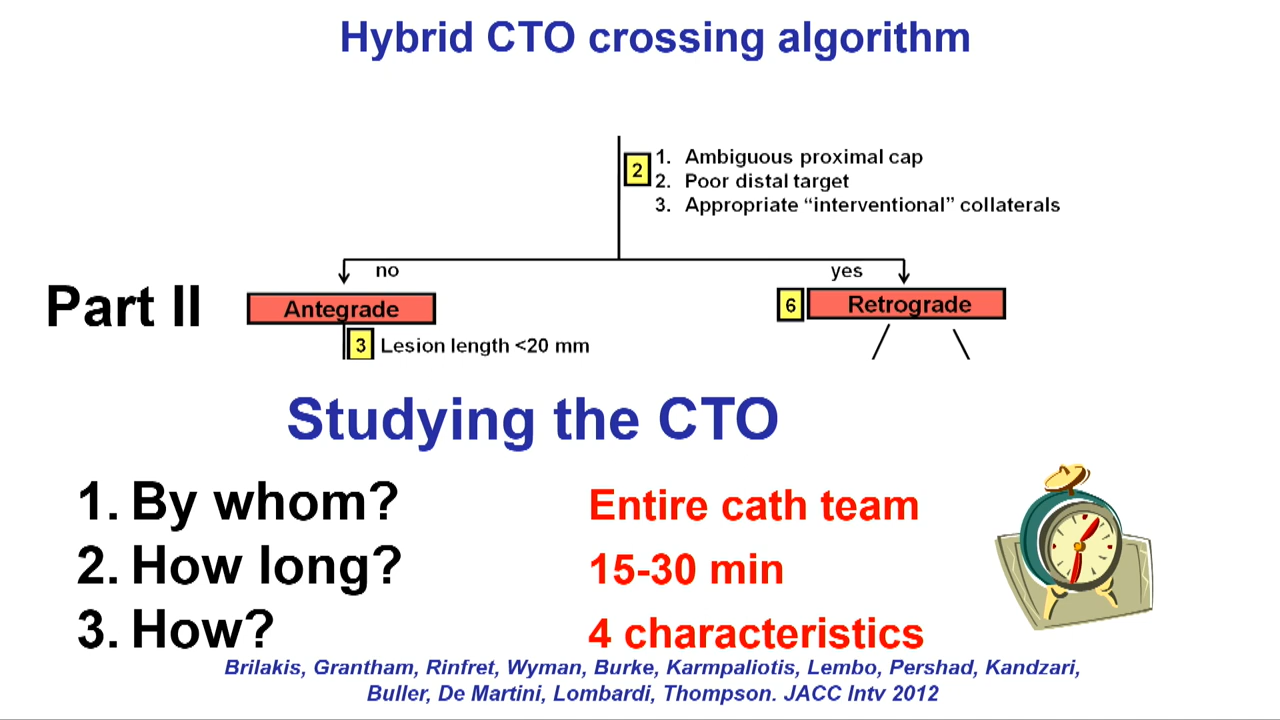 Hybrid CTO crossing algorithm
2
1. Ambiguous proximal cap
2. Poor distal target
3. Appropriate “interventional” collaterals
no
yes
Part II
Antegrade
6
Retrograde
3
Lesion length <20 mm
Studying the CTO
1. By whom?
Entire cath team
2. How long?
15-30 min
3. How?
4 characteristics
Brilakis, Grantham, Rinfret, Wyman, Burke, Karmpaliotis, Lembo, Pershad, Kandzari,
Buller, De Martini, Lombardi, Thompson. JACC Intv 2012